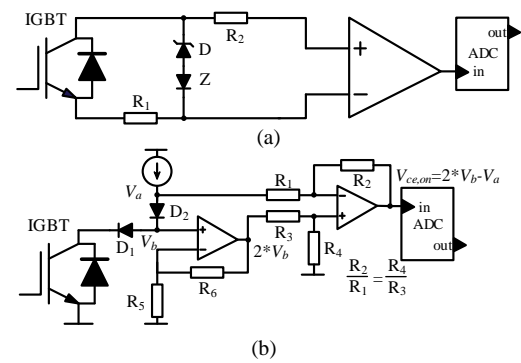 IGBT
R2
D
Z
R1
out
ADC
in
(a)
Va
R1
R2
Vce,on=2*Vb-Va
IGBT
D2
D1
Vb
R3
2*Vb
R4
in
ADC
out
R5
R6
R2/R1 = R4/R3
(b)